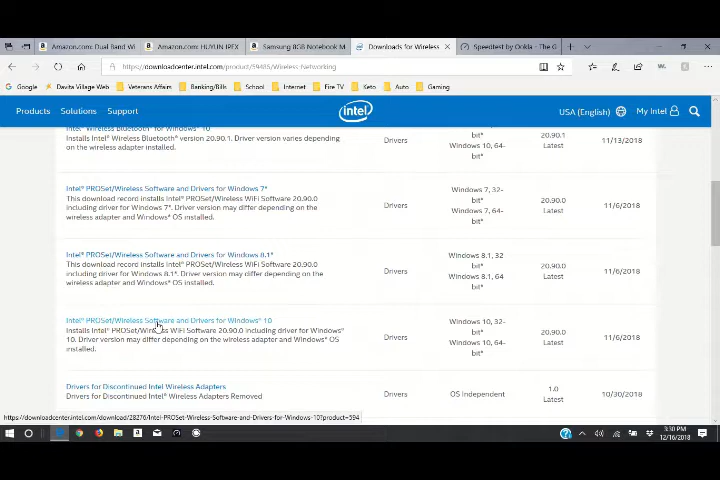 Amazon.com: Dual Band Wi
Amazon.com: HUYUN IPEX
Samsung 8GB Notebook M
Downloads for Wireless
Speedtest by Ookla - The G
https://downloadcenter.intel.com/product/59485/Wireless-Networking
Google
Davita Village Web
Veterans Affairs
Banking/Bills
School
Internet
Fire TV
Keto
Auto
Gaming
Products
Solutions
Support
intel
USA (English)
My Intel
Intel® Wireless Bluetooth® for Windows® 10
Installs Intel® Wireless Bluetooth® version 20.90.1. Driver version varies depending
on the wireless adapter installed.
Drivers
bit*
Windows 10, 64-
bit*
20.90.1
Latest
11/13/2018
Intel® PROSet/Wireless Software and Drivers for Windows 7*
This download record installs Intel® PROSet/Wireless WiFi Software 20.90.0
including driver for Windows 7*. Driver version may differ depending on the
wireless adapter and Windows* OS installed.
Drivers
Windows 7, 32-
bit*
Windows 7, 64-
bit*
20.90.0
Latest
11/6/2018
Intel® PROSet/Wireless Software and Drivers for Windows 8.1*
This download record installs Intel® PROSet/Wireless WiFi Software 20.90.0
including driver for Windows 8.1*. Driver version may differ depending on the
wireless adapter and Windows* OS installed.
Drivers
Windows 8.1, 32
bit*
Windows 8.1, 64
bit*
20.90.0
Latest
11/6/2018
Intel® PROSet/Wireless Software and Drivers for Windows® 10
Installs Intel® PROSet/Wireless WiFi Software 20.90.0 including driver for Windows*
10. Driver version may differ depending on the wireless adapter and Windows OS
installed.
Drivers
Windows 10, 32-
bit*
Windows 10, 64-
bit*
20.90.0
Latest
11/6/2018
Drivers for Discontinued Intel Wireless Adapters
Drivers for Discontinued Intel® Wireless Adapters Removed
Drivers
OS Independent
1.0
Latest
10/30/2018
https://downloadcenter.intel.com/download/28276/Intel-PROSet-Wireless-Software-and-Drivers-for-Windows-10?product=594
3:30 PM
12/16/2018